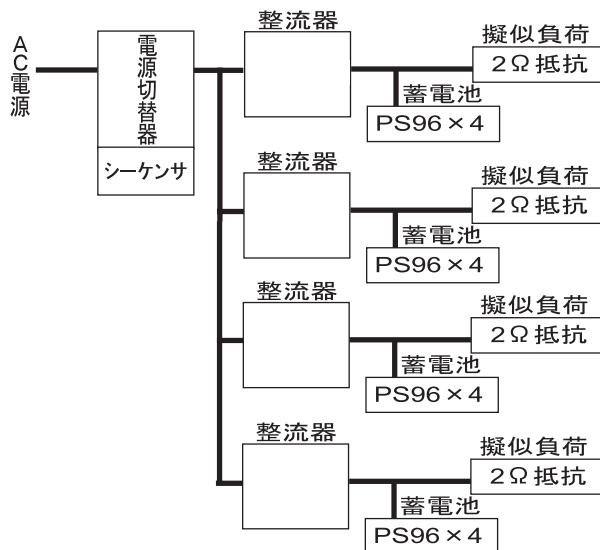 AC電源
電源切替器
シーケンサ
整流器
擬似負荷
2Ω抵抗
蓄電池
PS96×4
整流器
擬似負荷
2Ω抵抗
蓄電池
PS96×4
整流器
擬似負荷
2Ω抵抗
蓄電池
PS96×4
整流器
擬似負荷
2Ω抵抗
蓄電池
PS96×4